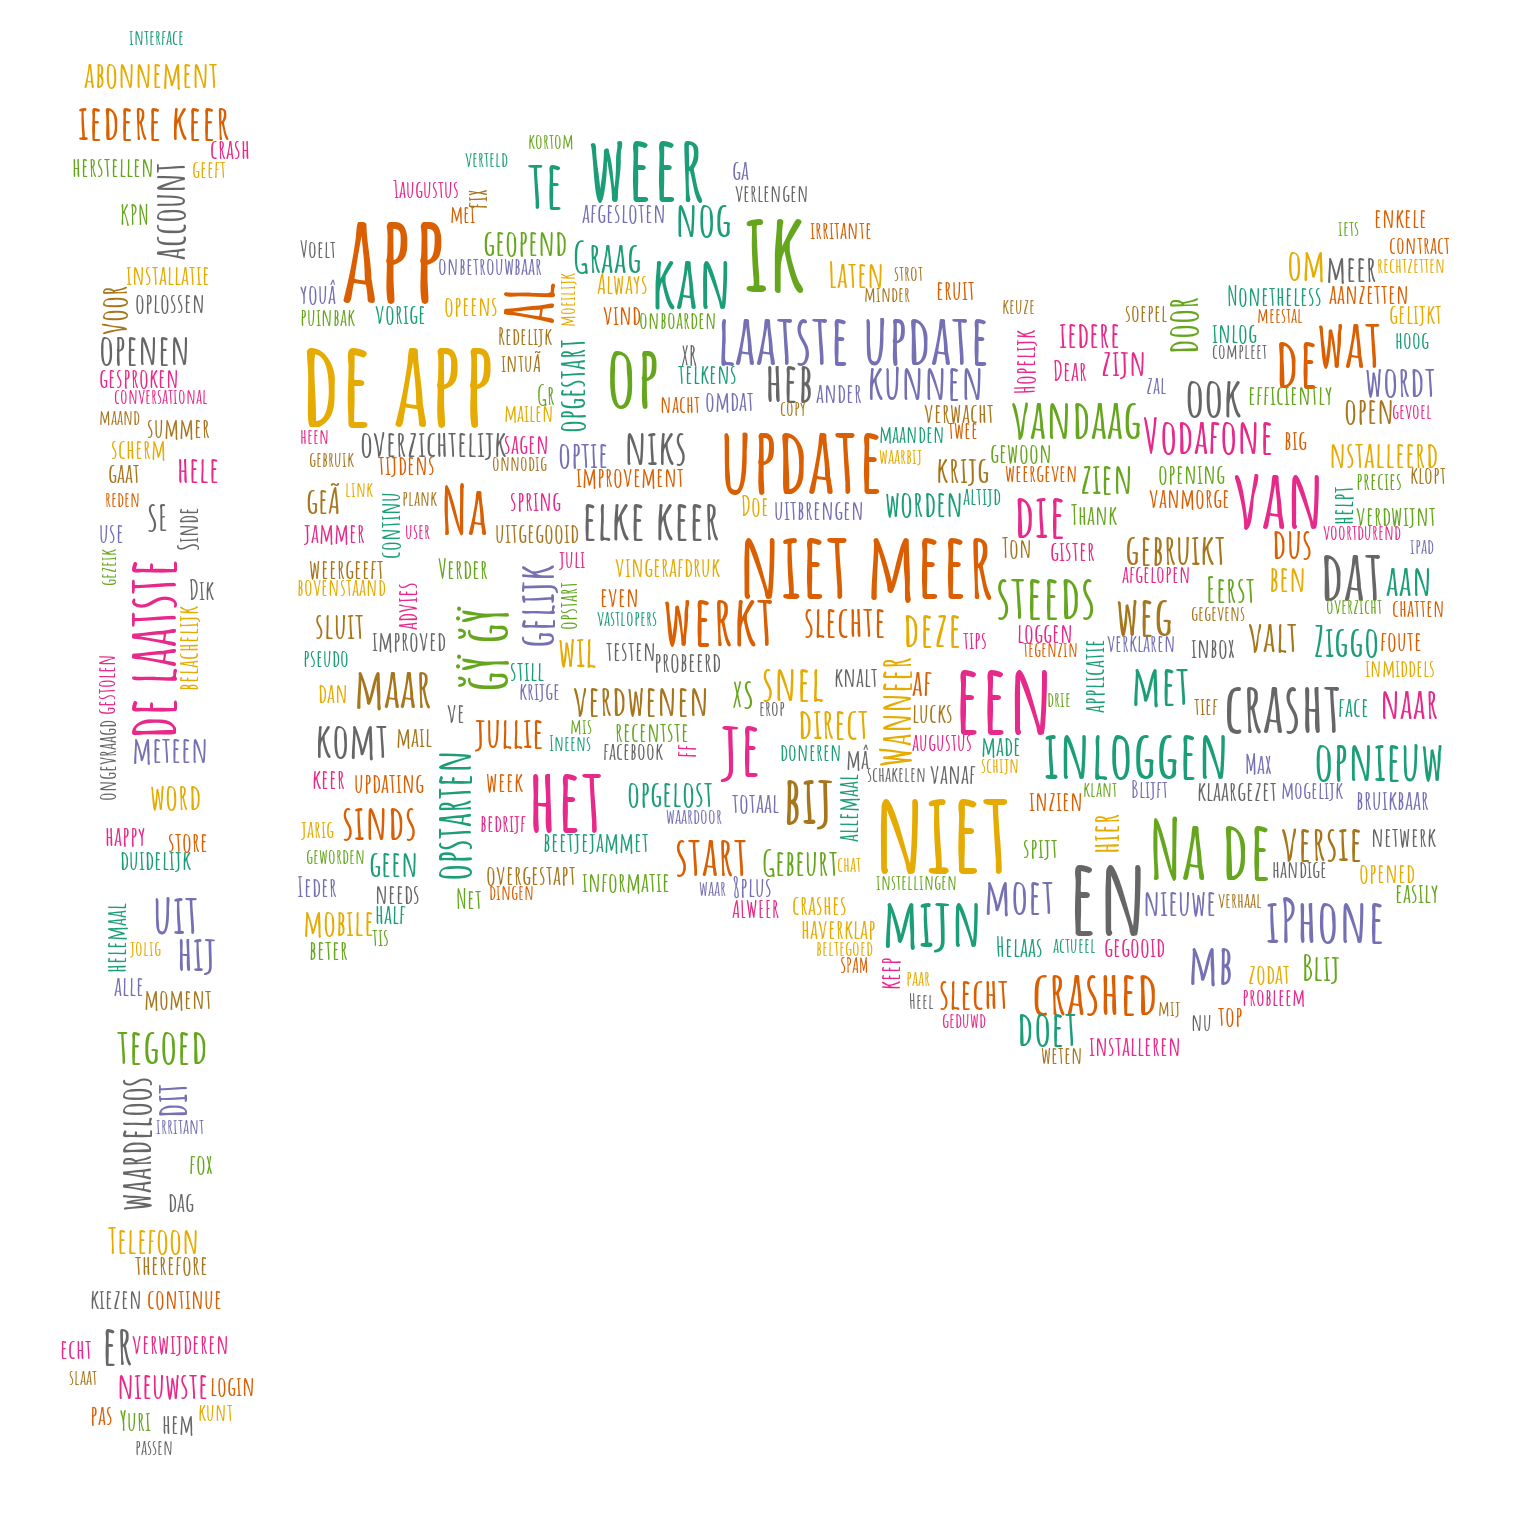 INTERFACE
ABONNEMENT
IEDERE KEER
CRASH
HERSTELLEN
GEEFT
ACCOUNT
KPN
INSTALLATIE
VOOR
OPLOSSEN
OPENEN
GESPROKEN
CONVERSATIONAL
MAAND
SUMMER
SCHERM
GAAT
HELE
REDEN
SE
SINDE
USE
GEZEIK
DIK
DE LAATSTE
BELACHELIJK
GESTOLEN
ONGEVRAAGD
METEEN
WORD
HAPPY
STORE
DUIDELIJK
UIT
HELEMAAL
JOLIG
HIJ
ALLE
MOMENT
TEGOED
WAARDELOOS
DIT
IRRITANT
FOX
DAG
TELEFOON
THEREFORE
KIEZEN
CONTINUE
ECHT
ER
VERWIJDEREN
SLAAT
NIEUWSTE
LOGIN
PAS
YURI
HEM
KUNT
PASSEN
KORTOM
VERTELD
TE
WEER
GA
VERLENGEN
1AUGUSTUS
FIX
MET
AFGESLOTEN
NOG
IK
IRRITANTE
VOELT
APP
GEOPEND
ONBETROUWBAAR
GRAAG
KAN
LATEN
STROT
MINDER
ERUIT
YOUÂ
PUINBAK
VORIGE
OPEENS
AL
MOEILIJK
ALWAYS
VIND
ONBOARDEN
REDELIJK
INTUÃ
LAATSTE UPDATE
DE APP
OPGESTART
OP
XR
TELKENS
HEB
KUNNEN
ANDER
GR
MAILEN
NACHT
OMDAT
COPY
VERWACHT
KEUZE
HOPELIJK
IEDERE
DEAR
ZIJN
SOEPEL
DOOR
ZAL
IETS
ENKELE
CONTRACT
OM
MEER
RECHTZETTEN
NONETHELESS
AANZETTEN
MEESTAL
GELIJKT
INLOG
COMPLEET
DE
WAT
HOOG
OOK
EFFICIENTLY
WORDT
OPEN
GEVOEL
HEEN
OVERZICHTELIJK
SAGEN
GEBRUIK
TIJDENS
ONNODIG
OPTIE
NIKS
IMPROVEMENT
UPDATE
MAANDEN
TWEE
WAARBIJ
GEWOON
KRIJG
WEERGEVEN
VANDAAG
VODAFONE
BIG
NSTALLEERD
ZIEN
OPENING
VANMORGE
PRECIES
KLOPT
GEÃ
LINK
PLANK
NA
SPRING
JAMMER
CONTINU
USER
UITGEGOOID
ELKE KEER
DOE
UITBRENGEN
WORDEN
ALTIJD
DIE
THANK
VAN
HELPT
VERDWIJNT
VOORTDUREND
IPAD
WEERGEEFT
BOVENSTAAND
VERDER
GELIJK
JULI
VINGERAFDRUK
NIET MEER
TON
GISTER
GEBRUIKT
AFGELOPEN
DUS
BEN
DAT
AAN
ADVIES
OPSTART
EVEN
VASTLOPERS
WERKT
SLECHTE
DEZE
TIPS
STEEDS
WEG
EERST
GEGEVENS
OVERZICHT
CHATTEN
SLUIT
IMPROVED
ĞŸ ĞŸ
WIL
TESTEN
PROBEERD
LOGGEN
TEGENZIN
VERKLAREN
INBOX
VALT
ZIGGO
FOUTE
INMIDDELS
PSEUDO
STILL
KRIJGE
DAN
MAAR
VERDWENEN
XS
SNEL
KNALT
EROP
WANNEER
AF
LUCKS
EEN
DRIE
APPLICATIE
MET
TIEF
CRASHT
FACE
NAAR
VE
KOMT
MAIL
JULLIE
MIS
INEENS
RECENTSTE
FACEBOOK
FF
JE
DIRECT
DONEREN
MÂ
AUGUSTUS
MADE
SCHAKELEN
VANAF
SCHIJN
INLOGGEN
MAX
OPNIEUW
KEER
UPDATING
OPSTARTEN
WEEK
HET
OPGELOST
WAARDOOR
TOTAAL
BIJ
ALLEMAAL
INZIEN
KLANT
BLIJFT
KLAARGEZET
MOGELIJK
BRUIKBAAR
JARIG
SINDS
BEDRIJF
BEETJEJAMMET
NIET
SPIJT
HIER
NA DE
VERSIE
NETWERK
GEWORDEN
GEEN
OVERGESTAPT
START
GEBEURT
CHAT
INSTELLINGEN
HANDIGE
OPENED
IEDER
NEEDS
NET
DINGEN
INFORMATIE
WAAR
8PLUS
ALWEER
CRASHES
MOET
EN
NIEUWE
VERHAAL
EASILY
MOBILE
HALF
TIS
BETER
HAVERKLAP
BELTEGOED
SPAM
MIJN
HELAAS
ACTUEEL
GEGOOID
IPHONE
KEEP
PAAR
HEEL
SLECHT
GEDUWD
CRASHED
MIJ
MB
ZODAT
BLIJ
PROBLEEM
DOET
NU
TOP
WETEN
INSTALLEREN